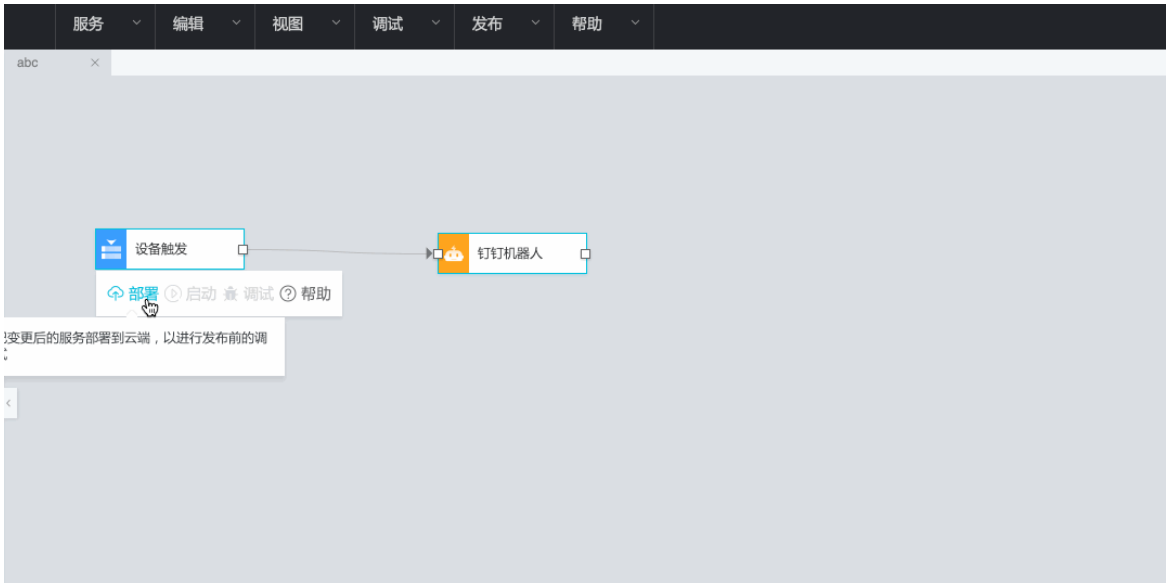 服务 编辑 视图 调试 发布 帮助
abc
设备触发 钉钉机器人
部署 启动 调试 帮助
变更后的服务部署到云端，以进行发布前的调